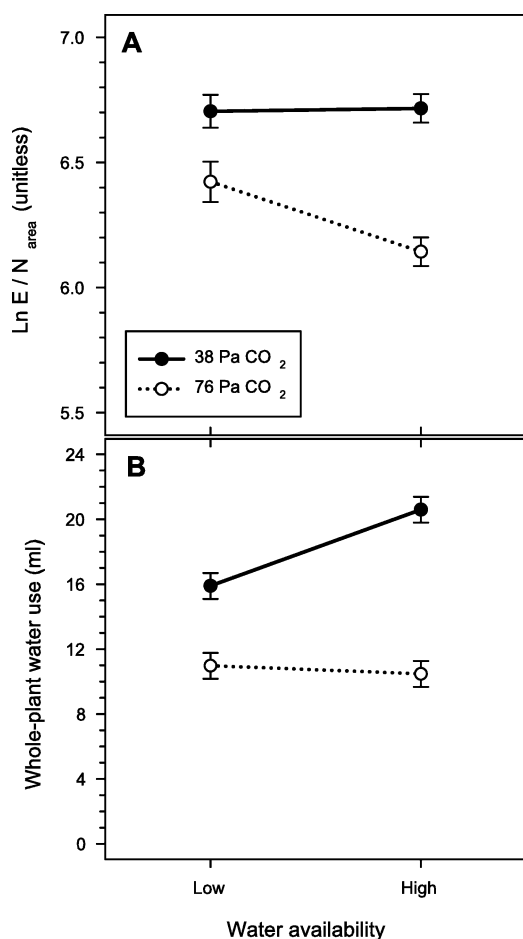 A
7.0
6.5
6.0
5.5
Ln E / N area (unitless)
38 Pa CO 2
76 Pa CO 2
B
24
20
16
12
8
4
0
Whole-plant water use (ml)
Low High
Water availability